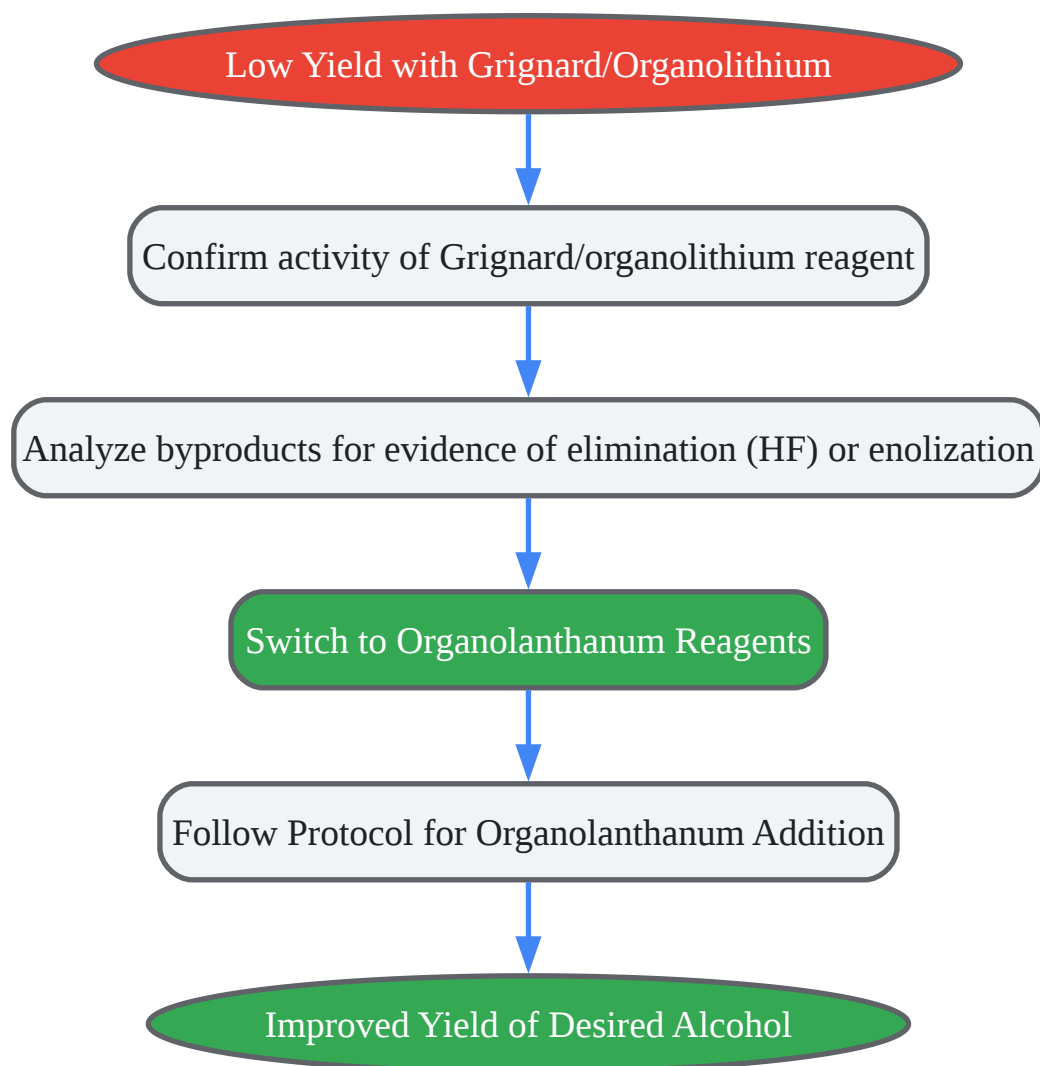 Low Yield with Grignard/Organolithium
Confirm activity of Grignard/organolithium reagent
Analyze byproducts for evidence of elimination (HF) or enolization
Switch to Organolanthanum Reagents
Follow Protocol for Organolanthanum Addition
Improved Yield of Desired Alcohol